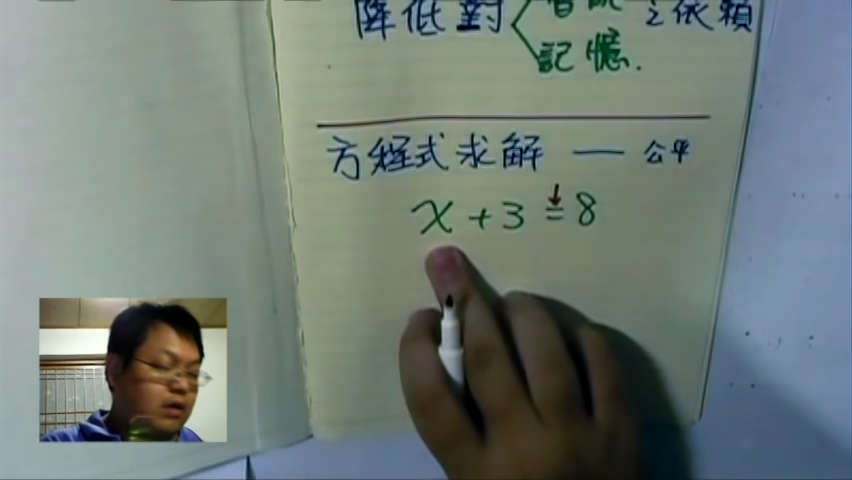 降低對 記憶. 之依賴
方程式求解 — 公平
x + 3 = 8